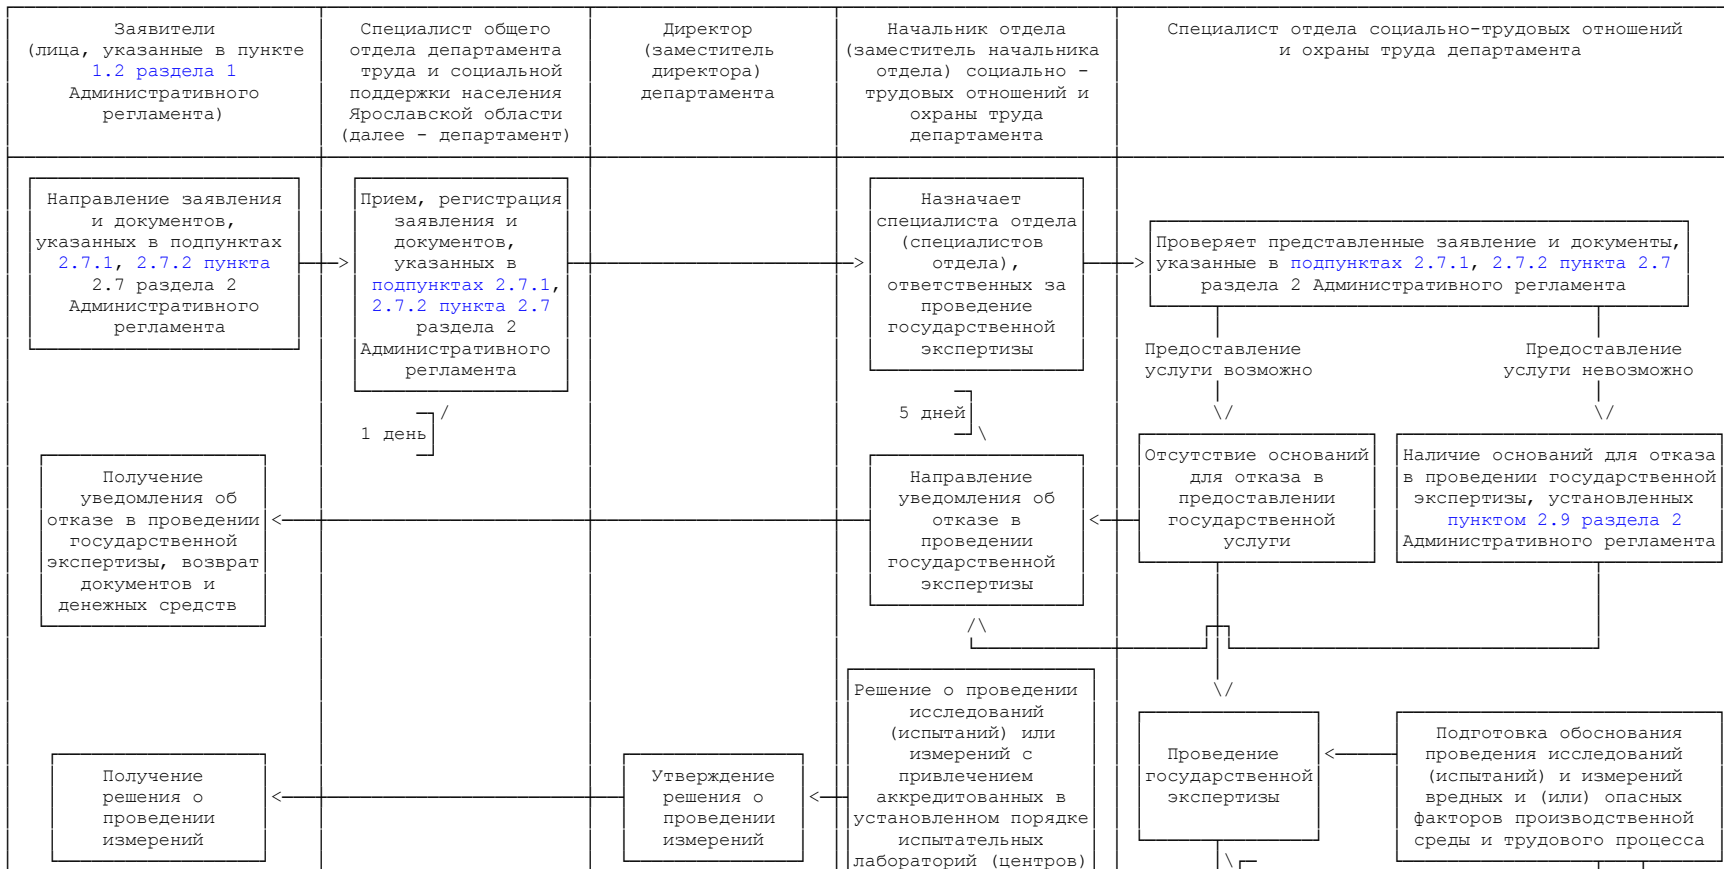 Заявители
(лица, указанные в пункте
1.2 раздела 1
Административного
регламента)
Специалист общего
отдела департамента
труда и социальной
поддержки населения
Ярославской области
(далее - департамент)
Директор
(заместитель
директора)
департамента
Начальник отдела
(заместитель начальника
отдела) социально -
трудовых отношений и
охраны труда
департамента
Специалист отдела социально-трудовых отношений
и охраны труда департамента
Направление заявления
и документов,
указанных в подпунктах
2.7.1, 2.7.2 пункта
2.7 раздела 2
Административного
регламента
Прием, регистрация
заявления и
документов,
указанных в
подпунктах 2.7.1,
2.7.2 пункта 2.7
раздела 2
Административного
регламента
Назначает
специалиста отдела
(специалистов
отдела),
ответственных за
проведение
государственной
экспертизы
Проверяет представленные заявление и документы,
указанные в подпунктах 2.7.1, 2.7.2 пункта 2.7
раздела 2 Административного регламента
Предоставление
услуги возможно
Предоставление
услуги невозможно
1 день
5 дней
Получение
уведомления об
отказе в проведении
государственной
экспертизы, возврат
документов и
денежных средств
Направление
уведомления об
отказе в
проведении
государственной
экспертизы
Отсутствие оснований
для отказа в
предоставлении
государственной
услуги
Наличие оснований для отказа
в проведении государственной
экспертизы, установленных
пунктом 2.9 раздела 2
Административного регламента
Получение
решения о
проведении
измерений
Утверждение
решения о
проведении
измерений
Решение о проведении
исследований
(испытаний) или
измерений с
привлечением
аккредитованных в
установленном порядке
испытательных
лабораторий (центров)
Проведение
государственной
экспертизы
Подготовка обоснования
проведения исследований
(испытаний) и измерений
вредных и (или) опасных
факторов производственной
среды и трудового процесса